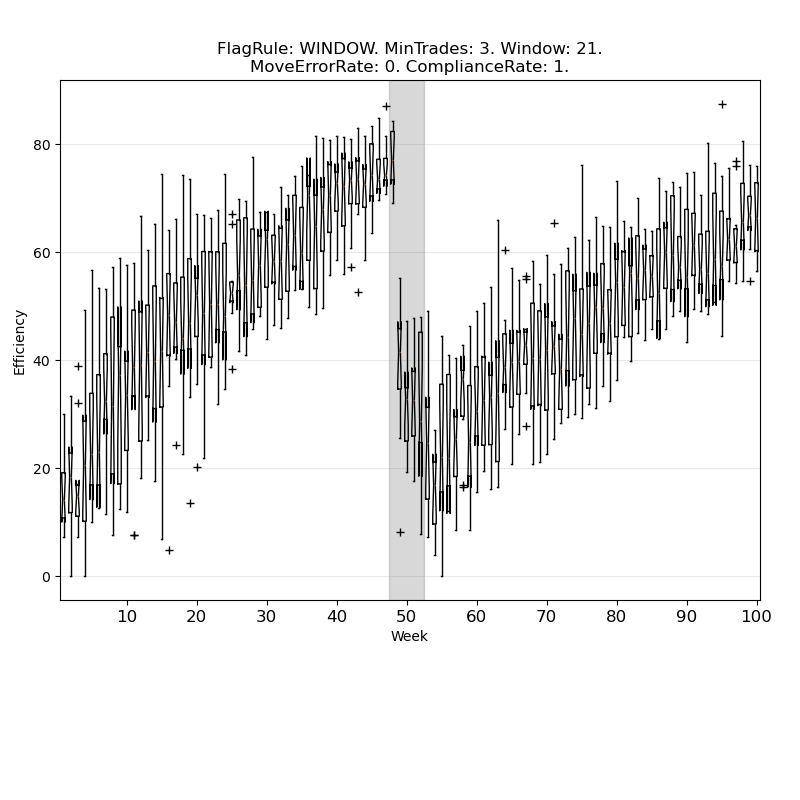 FlagRule: WINDOW. MinTrades: 3. Window: 21.
MoveErrorRate: 0. ComplianceRate: 1.
80
60
40
20
0
Efficiency
10 20 30 40 50 60 70 80 90 100
Week